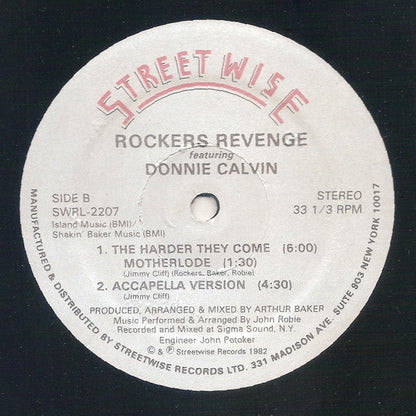 STREETWISE
ROCKERS REVENGE
featuring
DONNIE CALVIN
SIDE B
SWRL-2207
Island Music (BMI)/
Shakin' Baker Music (BMI)
STEREO
33 1/3 RPM
1. THE HARDER THEY COME (6:00)
MOTHERLODE (1:30)
(Jimmy Cliff) (Rockers, Baker, Robie)
2. ACCAPELLA VERSION (4:30)
(Jimmy Cliff)
PRODUCED, ARRANGED & MIXED BY ARTHUR BAKER
Music Performed & Arranged By John Robie
Recorded and Mixed at Sigma Sound, N.Y.
Engineer John Potoker
© & ℗ Streetwise Records 1982
MANUFACTURED & DISTRIBUTED BY STREETWISE RECORDS LTD. 331 MADISON AVE. SUITE 903 NEW YORK 10017